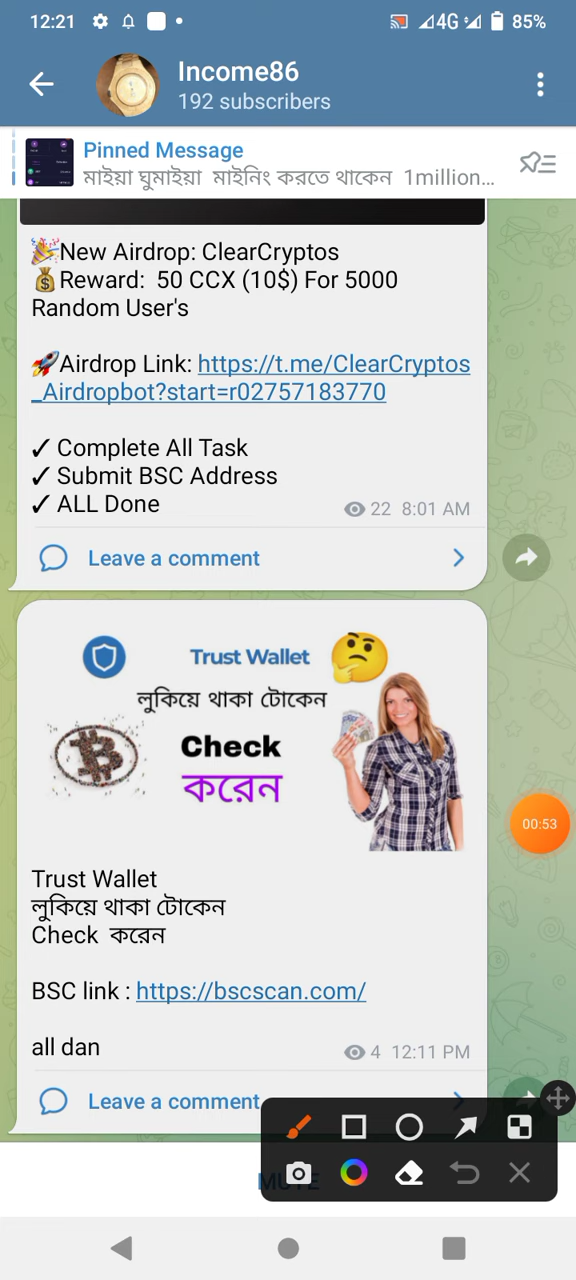 12:21
4G
85%
Income86
192 subscribers
Pinned Message
মাইয়া ঘুমাইয়া মাইনিং করতে থাকেন 1million...
🎉New Airdrop: ClearCryptos
💰Reward: 50 CCX (10$) For 5000
Random User's
🚀Airdrop Link: https://t.me/ClearCryptos
_Airdropbot?start=r02757183770
✓ Complete All Task
✓ Submit BSC Address
✓ ALL Done
22 8:01 AM
Leave a comment
Trust Wallet
লুকিয়ে থাকা টোকেন
Check
করেন
00:53
Trust Wallet
লুকিয়ে থাকা টোকেন
Check করেন
BSC link : https://bscscan.com/
all dan
4 12:11 PM
Leave a comment